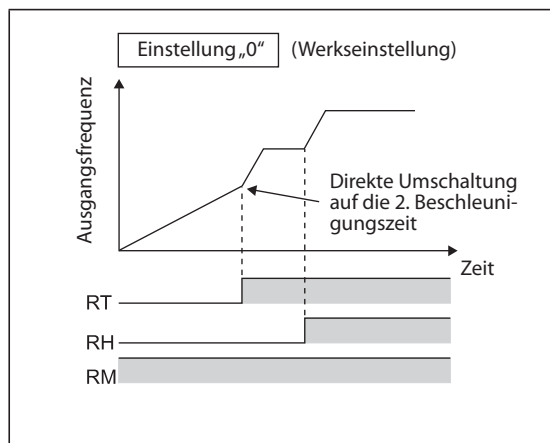 Einstellung „0“ (Werkseinstellung)
Ausgangsfrequenz
Direkte Umschaltung
auf die 2. Beschleuni-
gungszeit
Zeit
RT
RH
RM